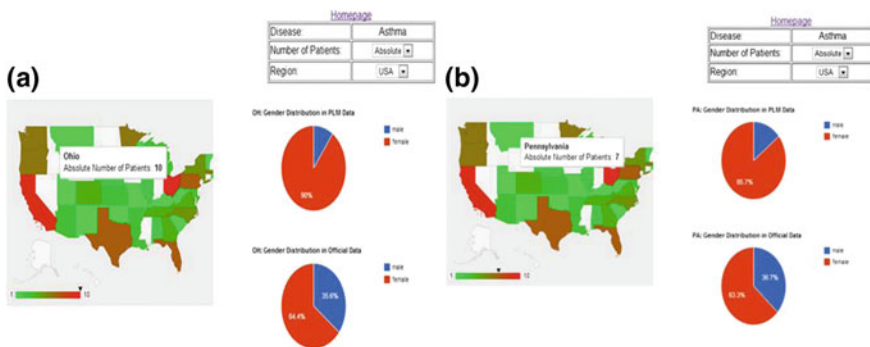 (a)
Homepage
Disease: Asthma
Number of Patients: Absolute
Region: USA
Ohio
Absolute Number of Patients: 10
1 10
OH: Gender Distribution in PLM Data
male
female
90%
OH: Gender Distribution in Official Data
male
female
35.6%
64.4%
(b)
Homepage
Disease: Asthma
Number of Patients: Absolute
Region: USA
Pennsylvania
Absolute Number of Patients: 7
1 10
PA: Gender Distribution in PLM Data
male
female
85.7%
PA: Gender Distribution in Official Data
male
female
36.7%
63.3%